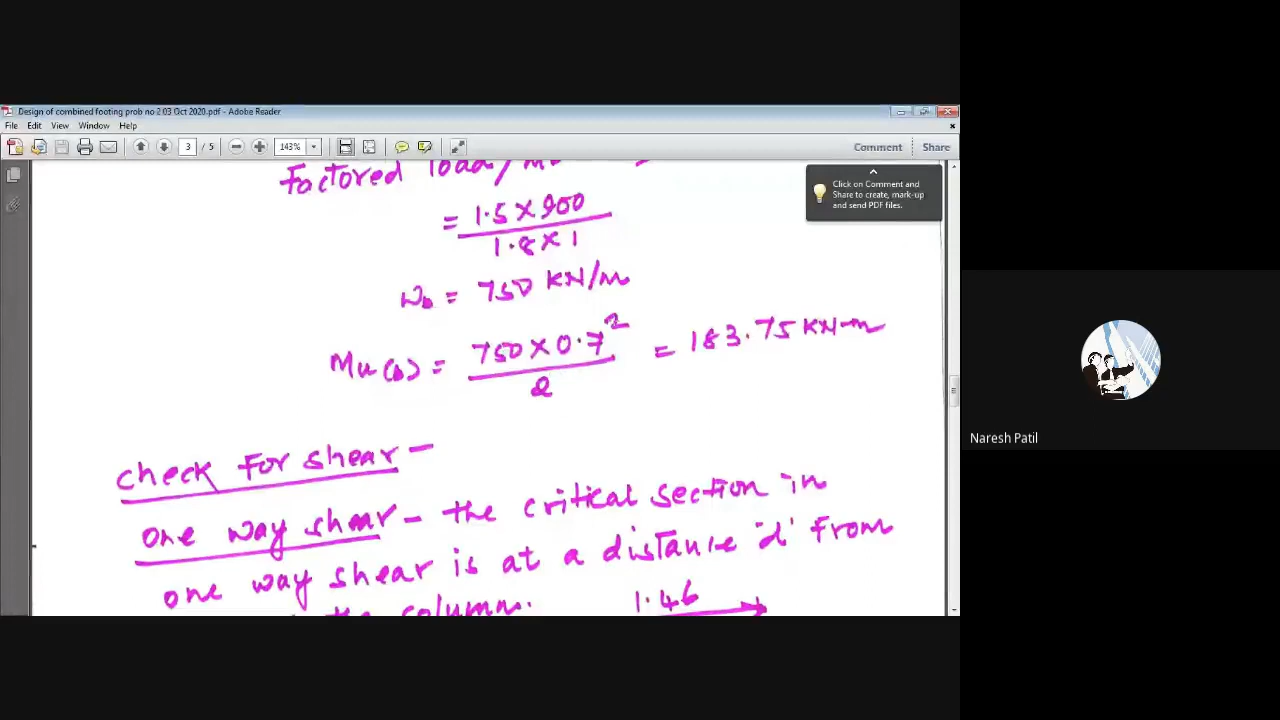 Design of combined footing prob no 2 03 Oct 2020.pdf - Adobe Reader
File Edit View Window Help
3 / 5 143%
Comment Share
Click on Comment and
Share to create, mark-up
and send PDF files.
Factored load/
= 1.5 × 900
1.8 × 1
= 750 KN/m
Mu(b) = 750 × 0.7²
2
= 183.75 KN-m
check for shear -
one way shear - the critical section in
one way shear is at a distance 'd' from
the column.
1.46
Naresh Patil